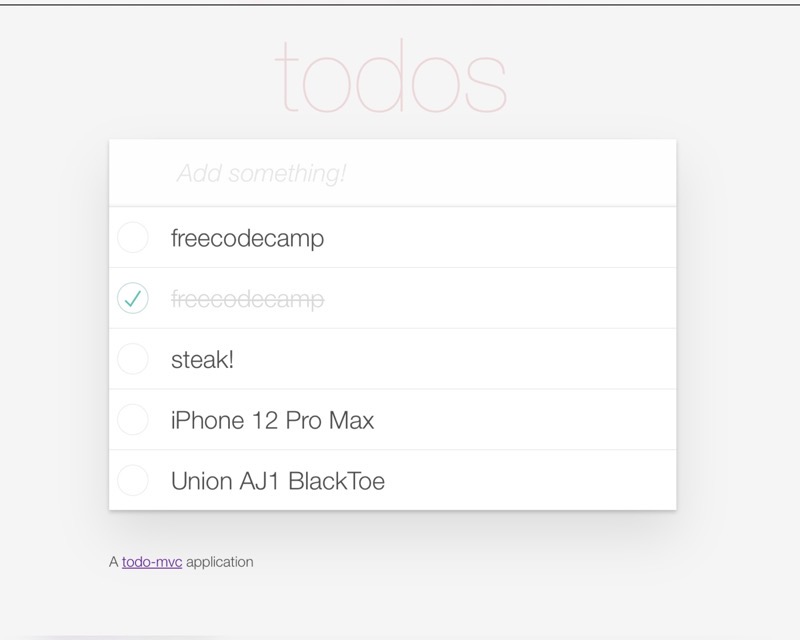 todos
Add something!
freecodecamp
freecodecamp
steak!
iPhone 12 Pro Max
Union AJ1 BlackToe
A todo-mvc application